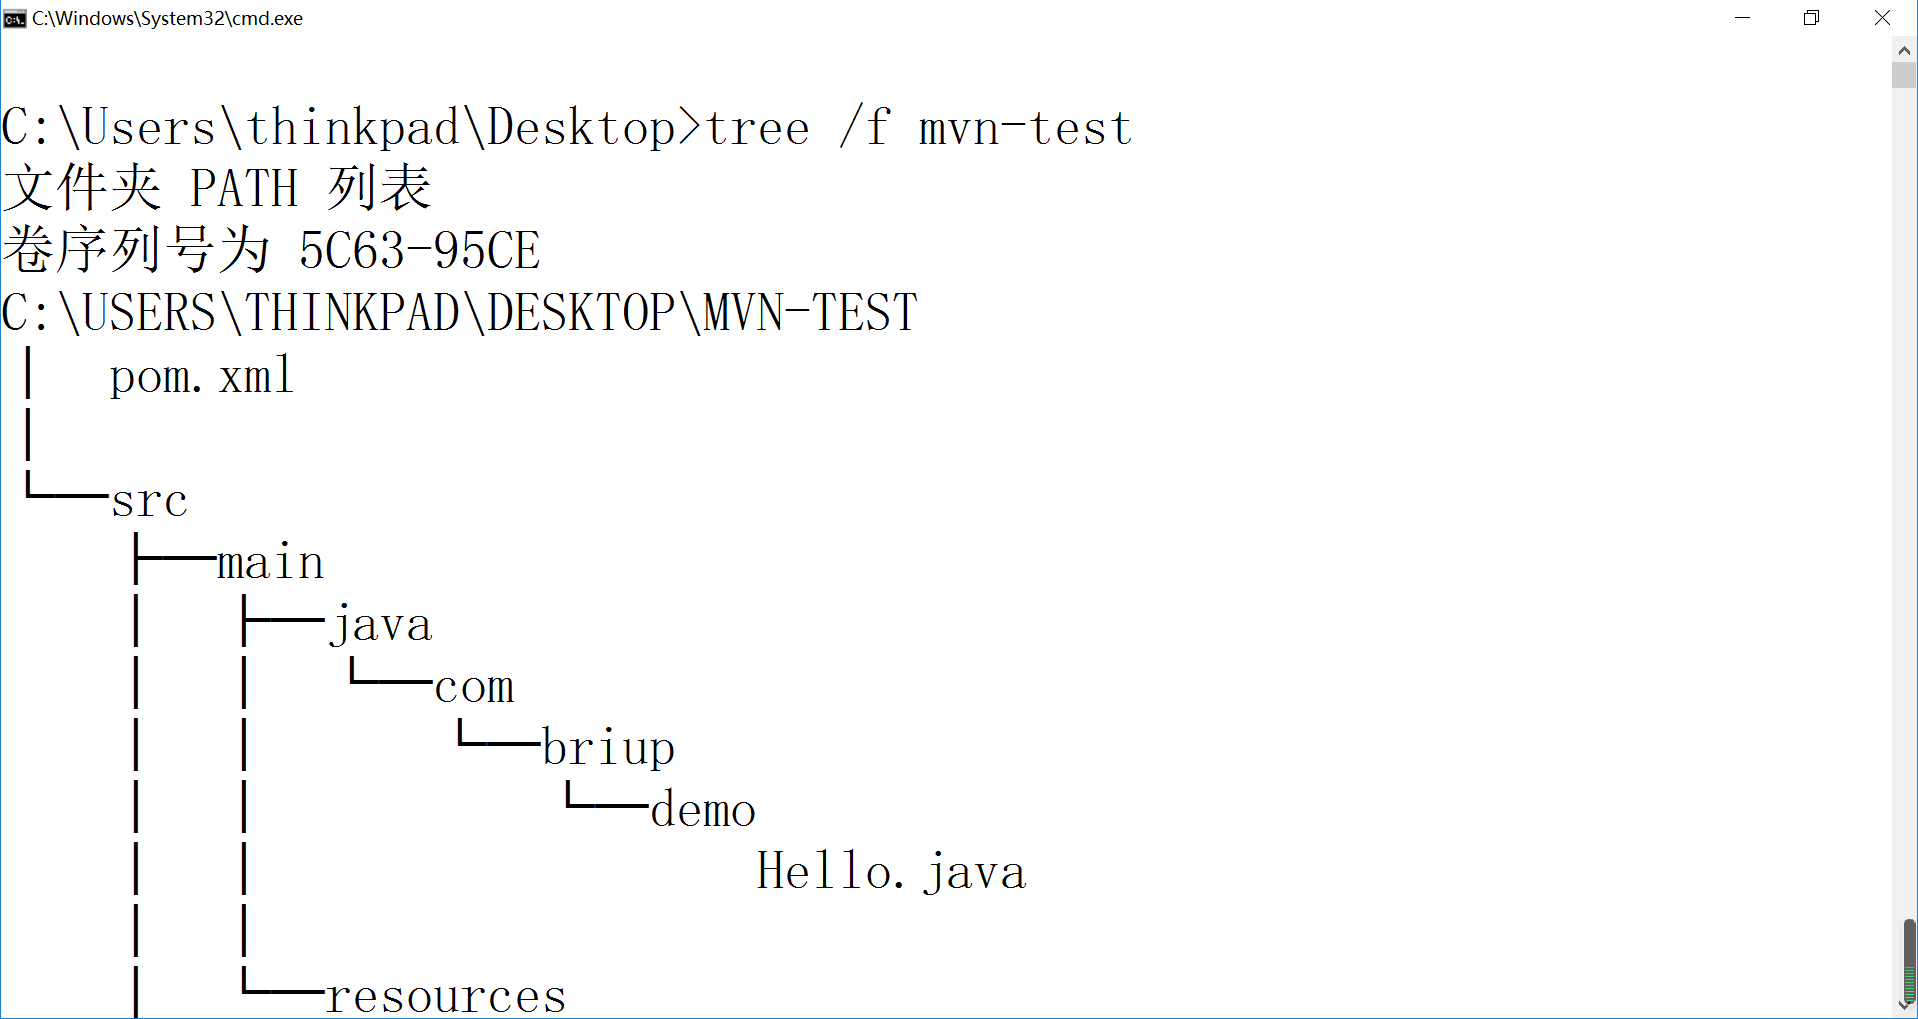 C:\Windows\System32\cmd.exe
C:\Users\thinkpad\Desktop>tree /f mvn-test
文件夹 PATH 列表
卷序列号为 5C63-95CE
C:\USERS\THINKPAD\DESKTOP\MVN-TEST
│   pom.xml
│
└──src
    ├──main
    │   ├──java
    │   │   └──com
    │   │       └──briup
    │   │           └──demo
    │   │                   Hello.java
    │   │
    │   └──resources